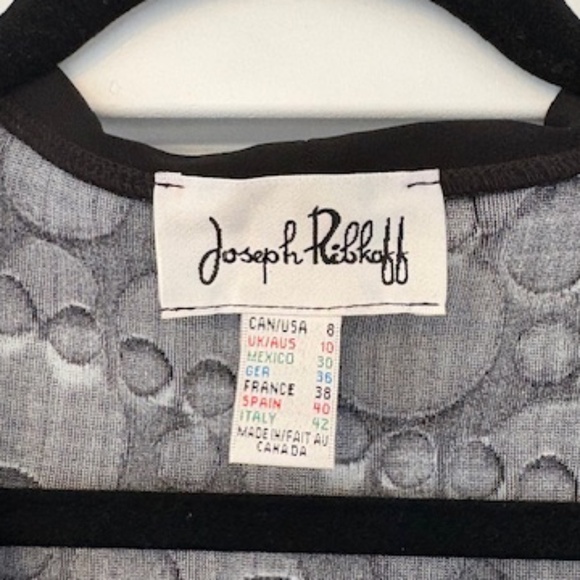 Joseph Ribkoff
CAN/USA 8
UK/AUS 10
MEXICO 30
GER 36
FRANCE 38
SPAIN 40
ITALY 42
MADE IN/FAIT AU
CANADA